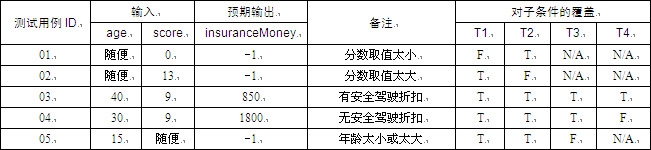 测试用例 ID 输入 预期输出 备注 对子条件的覆盖
age score insuranceMoney T1 T2 T3 T4
01 随便 0 -1 分数取值太小 F T N/A N/A
02 随便 13 -1 分数取值太大 T F N/A N/A
03 40 9 850 有安全驾驶折扣 T T T T
04 30 9 1800 无安全驾驶折扣 T T T F
05 15 随便 -1 年龄太小或太大 T T F N/A